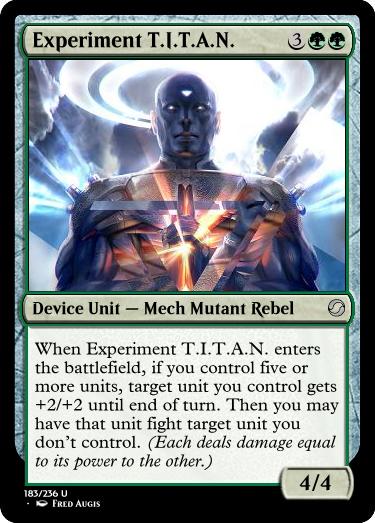 Experiment T.I.T.A.N. 3
Device Unit — Mech Mutant Rebel
When Experiment T.I.T.A.N. enters
the battlefield, if you control five or
more units, target unit you control gets
+2/+2 until end of turn. Then you may
have that unit fight target unit you
don't control. (Each deals damage equal
to its power to the other.)
4/4
183/236 U
· Fred Augis